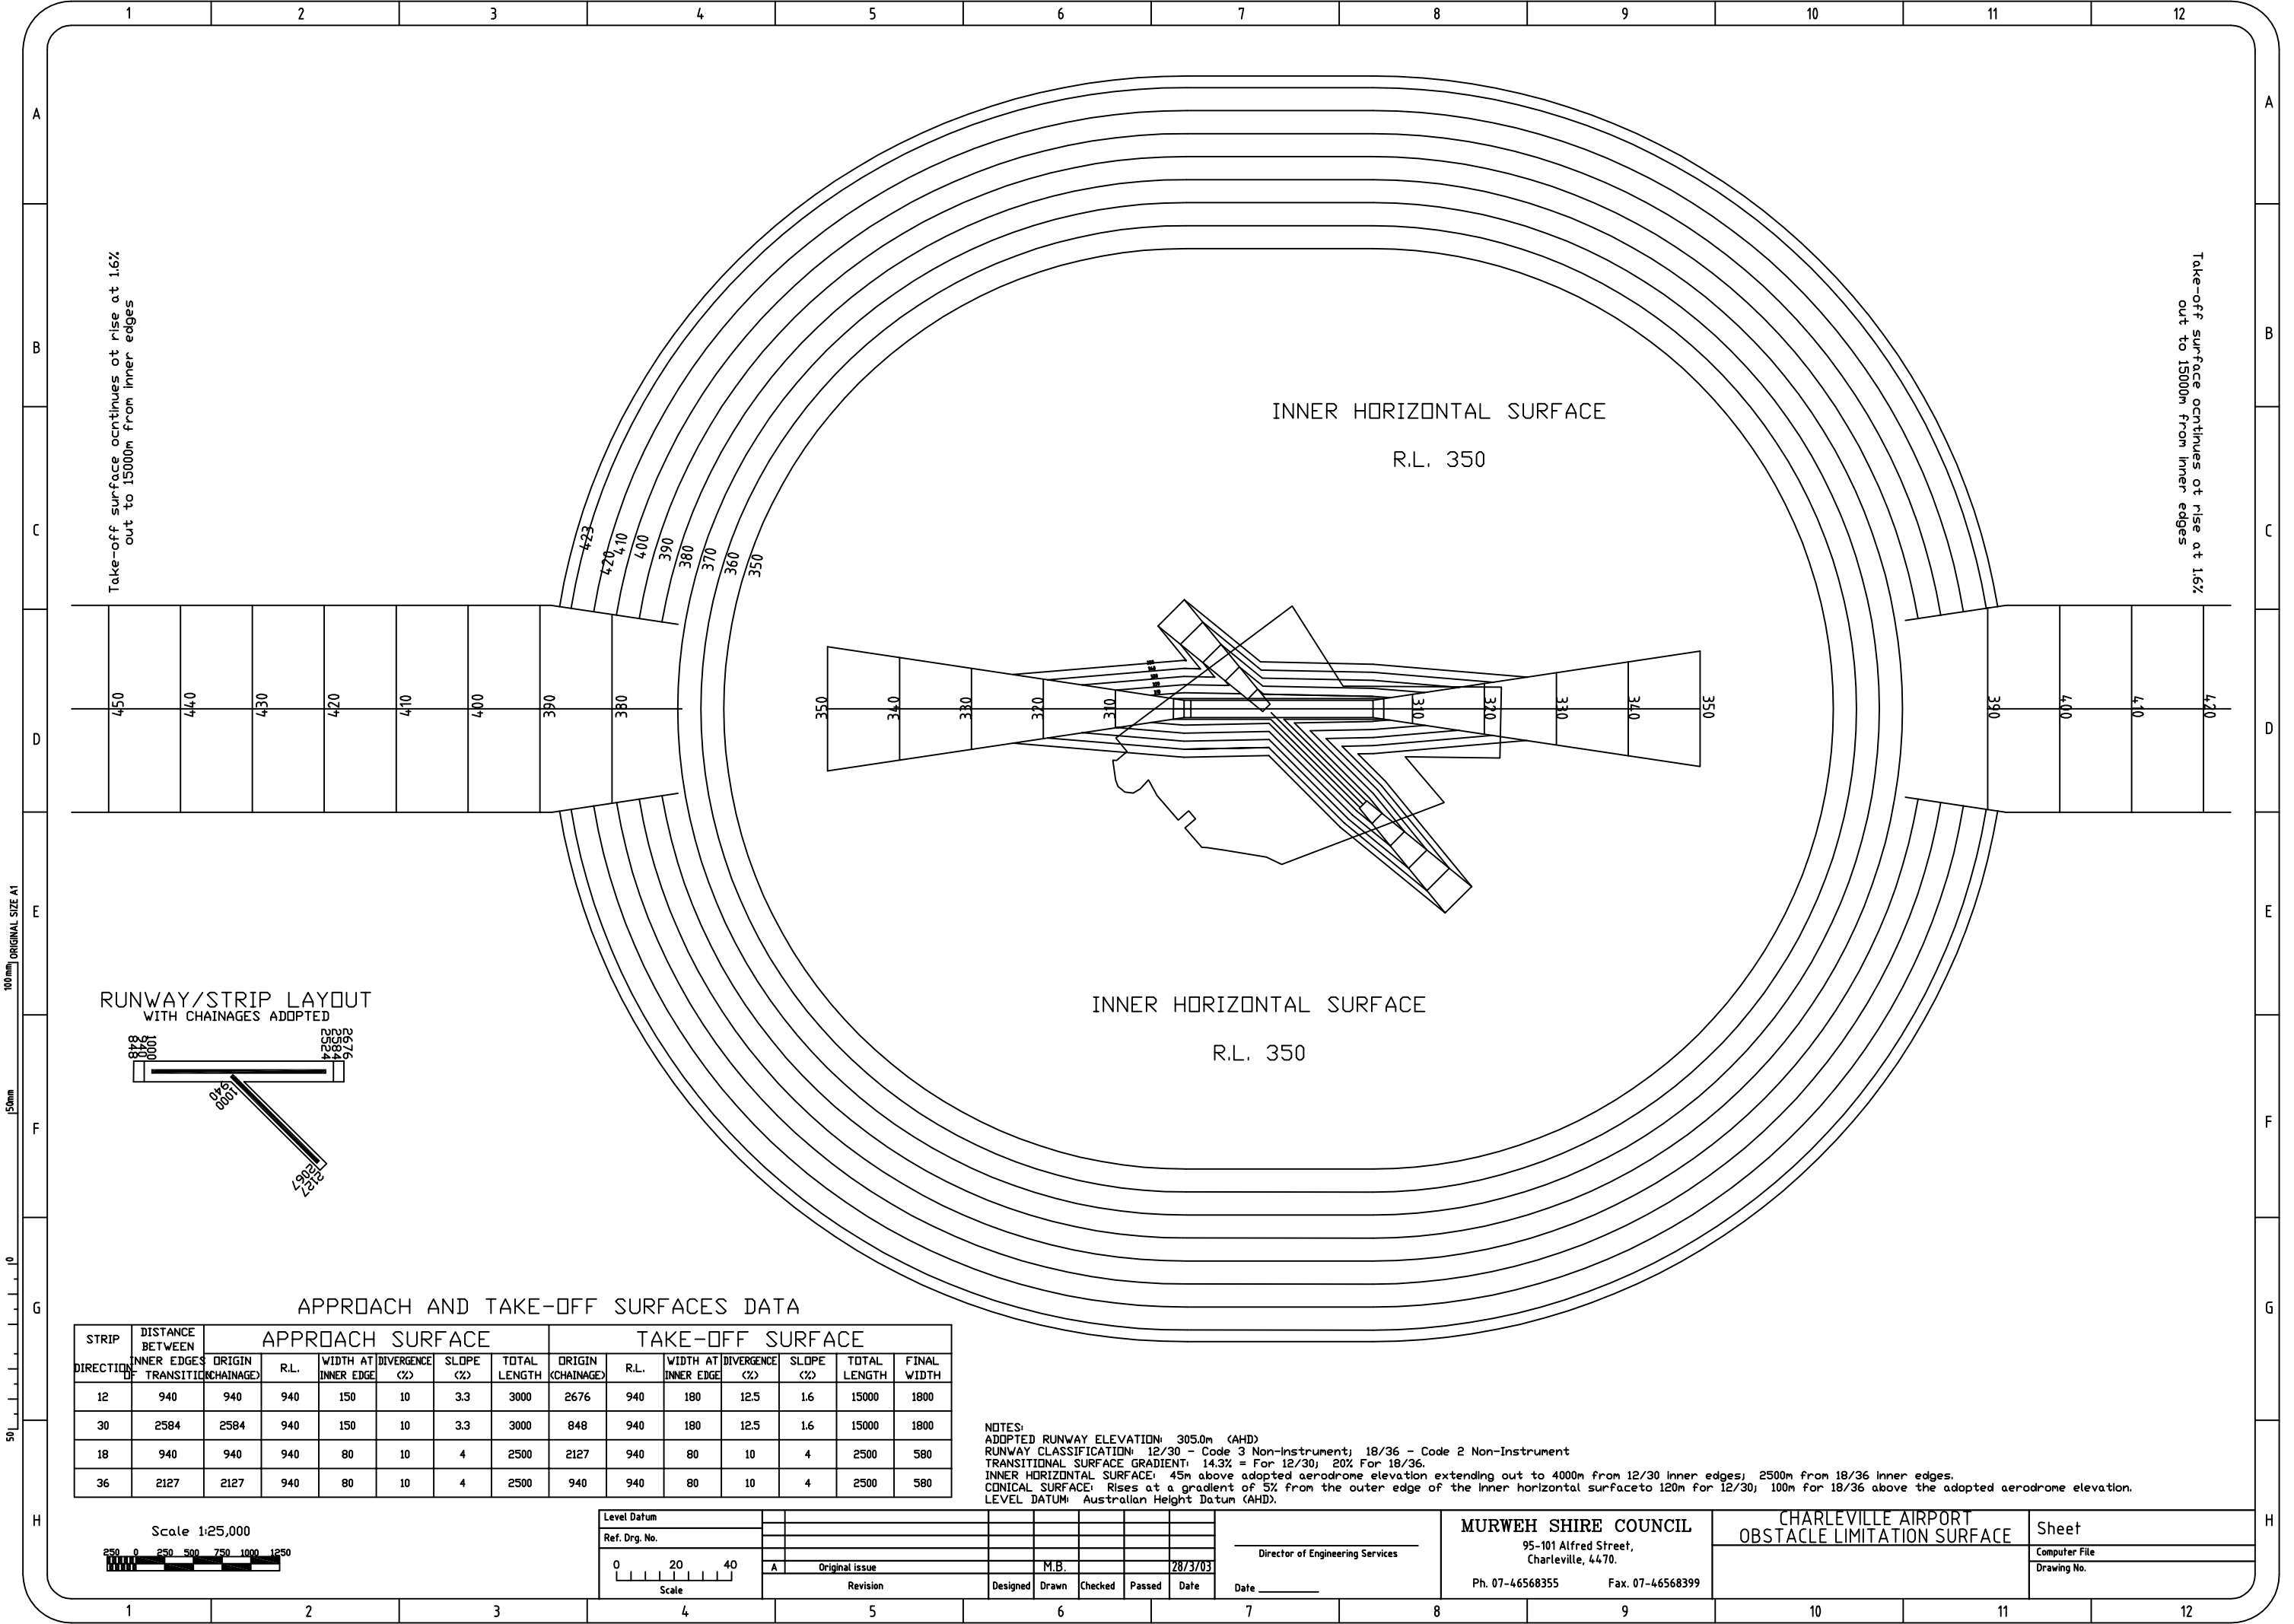 1 2 3 4 5 6 7 8 9 10 11 12
A
B
C
D
E
F
G
H
A
B
C
D
E
F
G
H
Take-off surface ocntinues ot rise at 1.6%
out to 15000m from inner edges
Take-off surface ocntinues ot rise at 1.6%
out to 15000m from inner edges
INNER HORIZONTAL SURFACE
R.L. 350
423 420 410 400 390 380 370 360 350
450 440 430 420 410 400 390 380
350 340 330 320 310
310 320 330 340 350
390 400 410 420
INNER HORIZONTAL SURFACE
R.L. 350
ORIGINAL SIZE A1
100mm
50mm
0
50
RUNWAY/STRIP LAYOUT
WITH CHAINAGES ADOPTED
848 940 1000
2524 2584 2676
940
1000
2067
2127
APPROACH AND TAKE-OFF SURFACES DATA
STRIP DIRECTION
DISTANCE BETWEEN INNER EDGES OF TRANSITION
APPROACH SURFACE TAKE-OFF SURFACE
ORIGIN (CHAINAGE) R.L. WIDTH AT INNER EDGE DIVERGENCE (%) SLOPE (%) TOTAL LENGTH ORIGIN (CHAINAGE) R.L. WIDTH AT INNER EDGE DIVERGENCE (%) SLOPE (%) TOTAL LENGTH FINAL WIDTH
12 940 940 940 150 10 3.3 3000 2676 940 180 12.5 1.6 15000 1800
30 2584 2584 940 150 10 3.3 3000 848 940 180 12.5 1.6 15000 1800
18 940 940 940 80 10 4 2500 2127 940 80 10 4 2500 580
36 2127 2127 940 80 10 4 2500 940 940 80 10 4 2500 580
NOTES:
ADOPTED RUNWAY ELEVATION: 305.0m (AHD)
RUNWAY CLASSIFICATION: 12/30 - Code 3 Non-Instrument; 18/36 - Code 2 Non-Instrument
TRANSITIONAL SURFACE GRADIENT: 14.3% = For 12/30; 20% For 18/36.
INNER HORIZONTAL SURFACE: 45m above adopted aerodrome elevation extending out to 4000m from 12/30 inner edges; 2500m from 18/36 inner edges.
CONICAL SURFACE: Rises at a gradient of 5% from the outer edge of the inner horizontal surfaceto 120m for 12/30; 100m for 18/36 above the adopted aerodrome elevation.
LEVEL DATUM: Australian Height Datum (AHD).
Scale 1:25,000
250 0 250 500 750 1000 1250
Level Datum
Ref. Drg. No.
0 20 40
Scale
A Original issue M.B. 28/3/03
Revision Designed Drawn Checked Passed Date
Director of Engineering Services
Date
MURWEH SHIRE COUNCIL
95-101 Alfred Street,
Charleville, 4470.
Ph. 07-46568355 Fax. 07-46568399
CHARLEVILLE AIRPORT
OBSTACLE LIMITATION SURFACE
Sheet
Computer File
Drawing No.
1 2 3 4 5 6 7 8 9 10 11 12